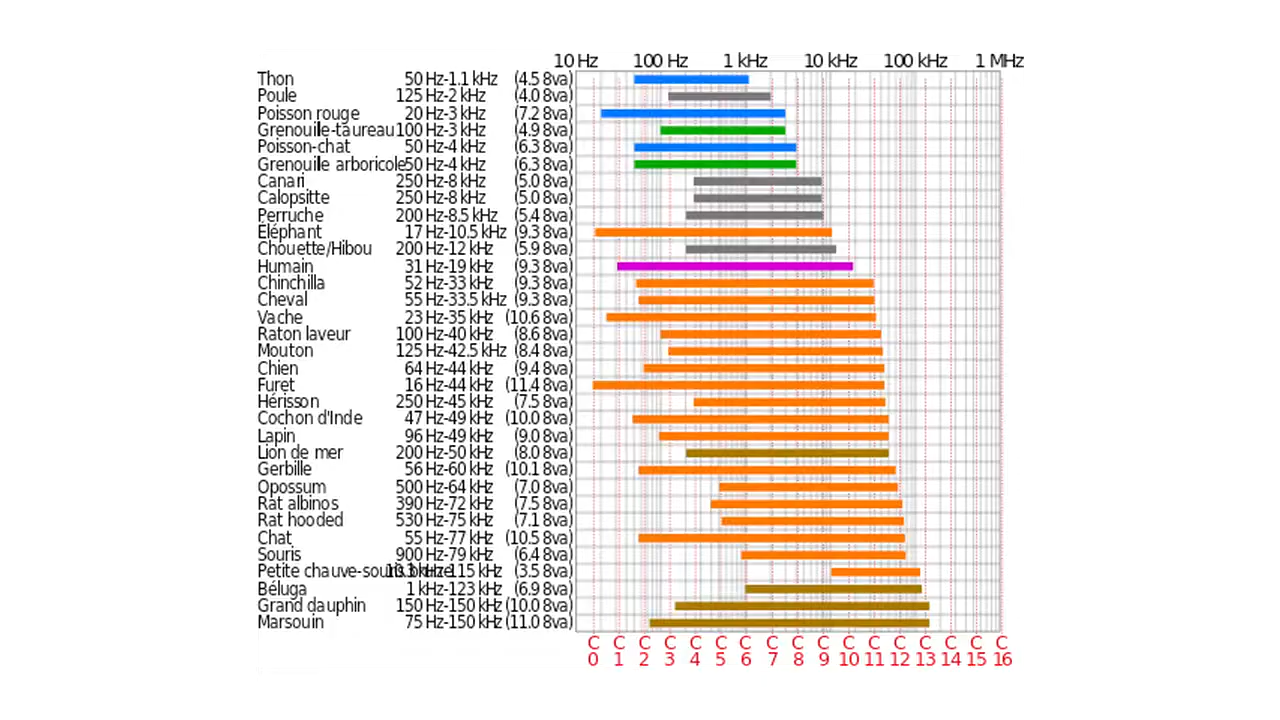 10 Hz 100 Hz 1 kHz 10 kHz 100 kHz 1 MHz
Thon 50 Hz-1.1 kHz (4.5 8va)
Poule 125 Hz-2 kHz (4.0 8va)
Poisson rouge 20 Hz-3 kHz (7.2 8va)
Grenouille-taureau 100 Hz-3 kHz (4.9 8va)
Poisson-chat 50 Hz-4 kHz (6.3 8va)
Grenouille arboricole 50 Hz-4 kHz (6.3 8va)
Canari 250 Hz-8 kHz (5.0 8va)
Calopsitte 250 Hz-8 kHz (5.0 8va)
Perruche 200 Hz-8.5 kHz (5.4 8va)
Éléphant 17 Hz-10.5 kHz (9.3 8va)
Chouette/Hibou 200 Hz-12 kHz (5.9 8va)
Humain 31 Hz-19 kHz (9.3 8va)
Chinchilla 52 Hz-33 kHz (9.3 8va)
Cheval 55 Hz-33.5 kHz (9.3 8va)
Vache 23 Hz-35 kHz (10.6 8va)
Raton laveur 100 Hz-40 kHz (8.6 8va)
Mouton 125 Hz-42.5 kHz (8.4 8va)
Chien 64 Hz-44 kHz (9.4 8va)
Furet 16 Hz-44 kHz (11.4 8va)
Hérisson 250 Hz-45 kHz (7.5 8va)
Cochon d'Inde 47 Hz-49 kHz (10.0 8va)
Lapin 96 Hz-49 kHz (9.0 8va)
Lion de mer 200 Hz-50 kHz (8.0 8va)
Gerbille 56 Hz-60 kHz (10.1 8va)
Opossum 500 Hz-64 kHz (7.0 8va)
Rat albinos 390 Hz-72 kHz (7.5 8va)
Rat hooded 530 Hz-75 kHz (7.1 8va)
Chat 55 Hz-77 kHz (10.5 8va)
Souris 900 Hz-79 kHz (6.4 8va)
Petite chauve-souris brune 10.3 kHz-115 kHz (3.5 8va)
Béluga 1 kHz-123 kHz (6.9 8va)
Grand dauphin 150 Hz-150 kHz (10.0 8va)
Marsouin 75 Hz-150 kHz (11.0 8va)
C C C C C C C C C C C C C C C C C
0 1 2 3 4 5 6 7 8 9 10 11 12 13 14 15 16